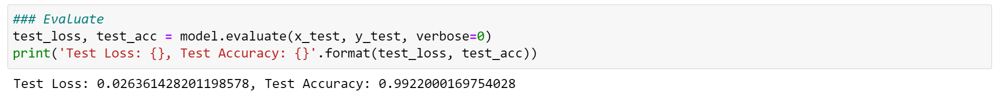 ### Evaluate
test_loss, test_acc = model.evaluate(x_test, y_test, verbose=0)
print('Test Loss: {}, Test Accuracy: {}'.format(test_loss, test_acc))
Test Loss: 0.026361428201198578, Test Accuracy: 0.9922000169754028